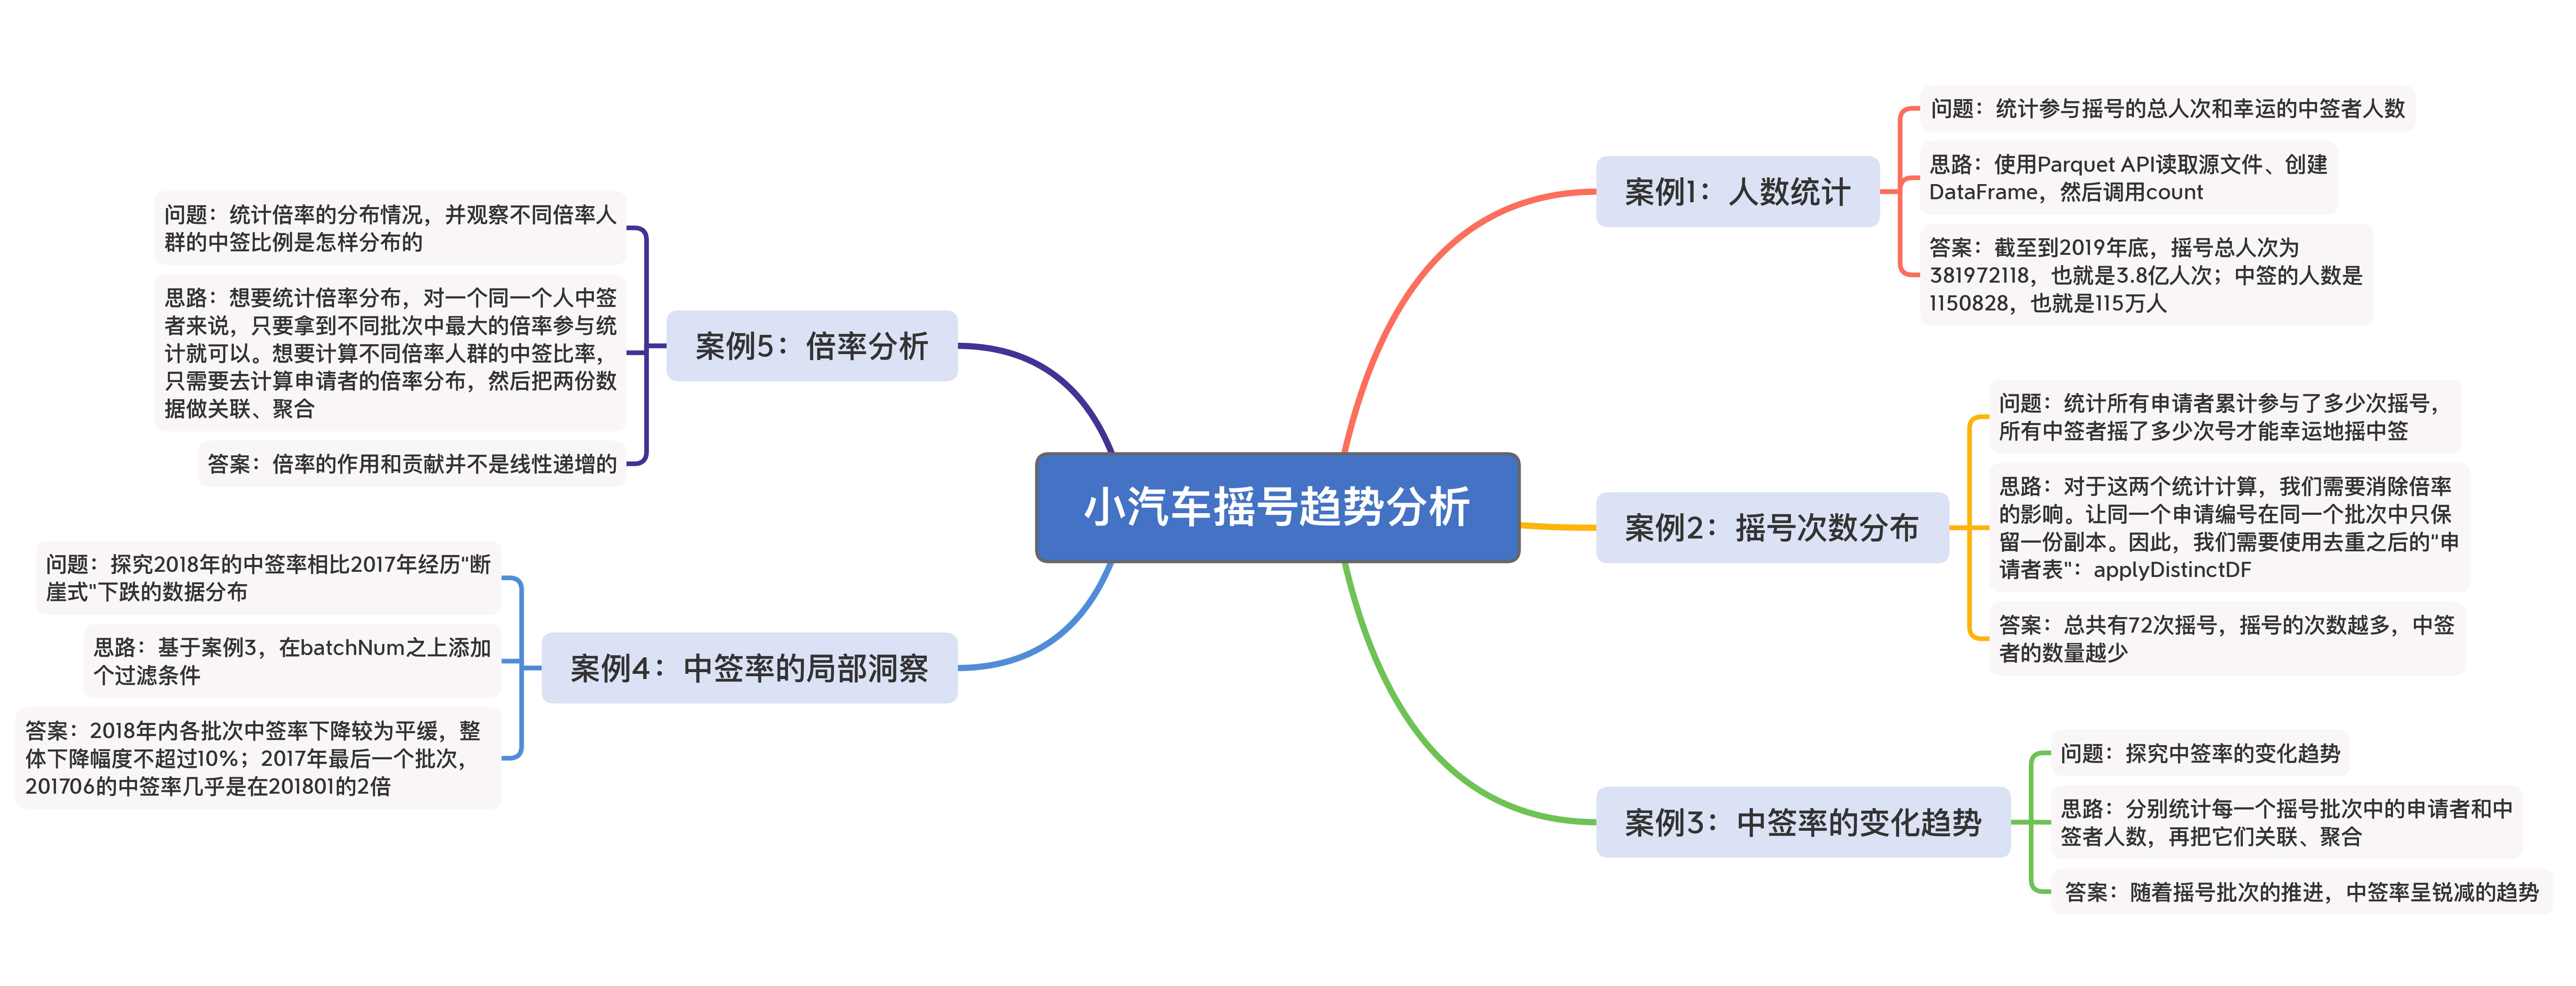 小汽车摇号趋势分析
案例1：人数统计
问题：统计参与摇号的总人次和幸运的中签者人数
思路：使用Parquet API读取源文件、创建
DataFrame，然后调用count
答案：截至到2019年底，摇号总人次为
381972118，也就是3.8亿人次；中签的人数是
1150828，也就是115万人
案例2：摇号次数分布
问题：统计所有申请者累计参与了多少次摇号，
所有中签者摇了多少次号才能幸运地摇中签
思路：对于这两个统计计算，我们需要消除倍率
的影响。让同一个申请编号在同一个批次中只保
留一份副本。因此，我们需要使用去重之后的"申
请者表"：applyDistinctDF
答案：总共有72次摇号，摇号的次数越多，中签
者的数量越少
案例3：中签率的变化趋势
问题：探究中签率的变化趋势
思路：分别统计每一个摇号批次中的申请者和中
签者人数，再把它们关联、聚合
答案：随着摇号批次的推进，中签率呈锐减的趋势
案例4：中签率的局部洞察
问题：探究2018年的中签率相比2017年经历"断
崖式"下跌的数据分布
思路：基于案例3，在batchNum之上添加
个过滤条件
答案：2018年内各批次中签率下降较为平缓，整
体下降幅度不超过10%；2017年最后一个批次，
201706的中签率几乎是在201801的2倍
案例5：倍率分析
问题：统计倍率的分布情况，并观察不同倍率人
群的中签比例是怎样分布的
思路：想要统计倍率分布，对一个同一个人中签
者来说，只要拿到不同批次中最大的倍率参与统
计就可以。想要计算不同倍率人群的中签比率，
只需要去计算申请者的倍率分布，然后把两份数
据做关联、聚合
答案：倍率的作用和贡献并不是线性递增的